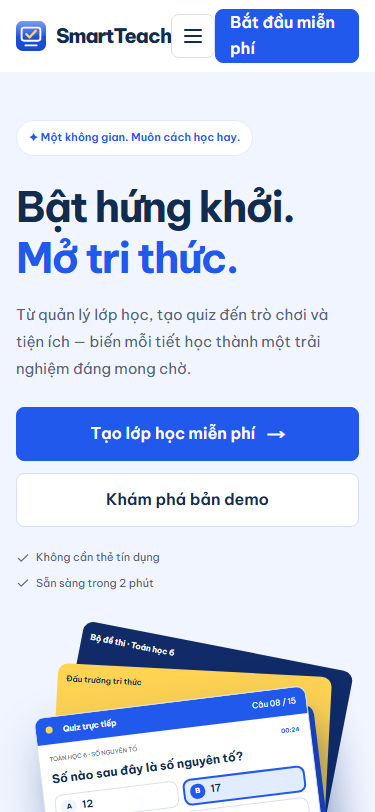 SmartTeach
Bắt đầu miễn
phí
✦ Một không gian. Muôn cách học hay.
Bật hứng khởi.
Mở tri thức.
Từ quản lý lớp học, tạo quiz đến trò chơi và
tiện ích — biến mỗi tiết học thành một trải
nghiệm đáng mong chờ.
Tạo lớp học miễn phí →
Khám phá bản demo
Không cần thẻ tín dụng
Sẵn sàng trong 2 phút
Bộ đề thi · Toán học 6
Đấu trường tri thức
Quiz trực tiếp
Câu 08 / 15
TOÁN HỌC 6 · SỐ NGUYÊN TỐ
00:24
Số nào sau đây là số nguyên tố?
A 12
B 17